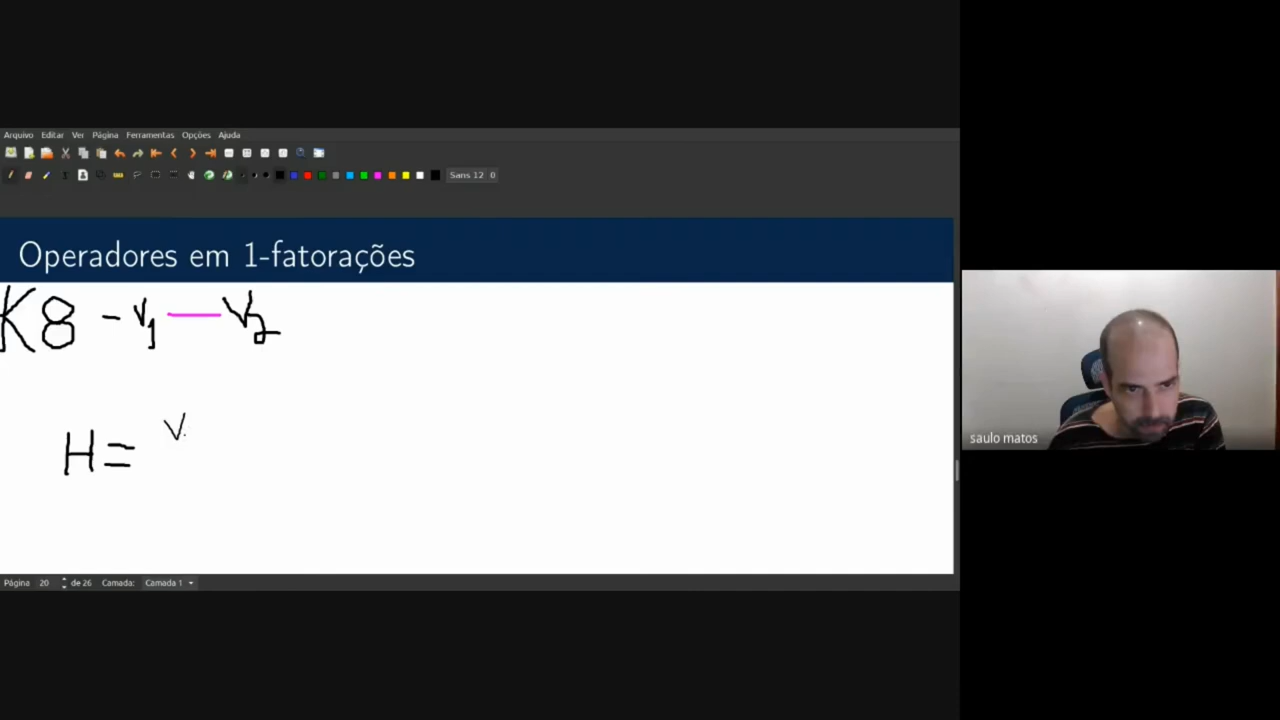 Arquivo Editar Ver Página Ferramentas Opções Ajuda
Sans 12 0
Operadores em 1-fatorações
K8 - V1 — V2
H = V
saulo matos
Página 20 de 26 Camada: Camada 1